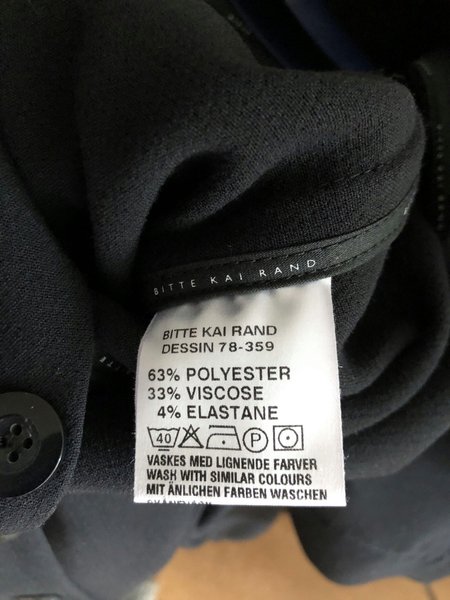 BITTE KAI RAND
BITTE KAI RAND
DESSIN 78-359
63% POLYESTER
33% VISCOSE
4% ELASTANE
40 P
VASKES MED LIGNENDE FARVER
WASH WITH SIMILAR COLOURS
MIT ÄNLICHEN FARBEN WASCHEN